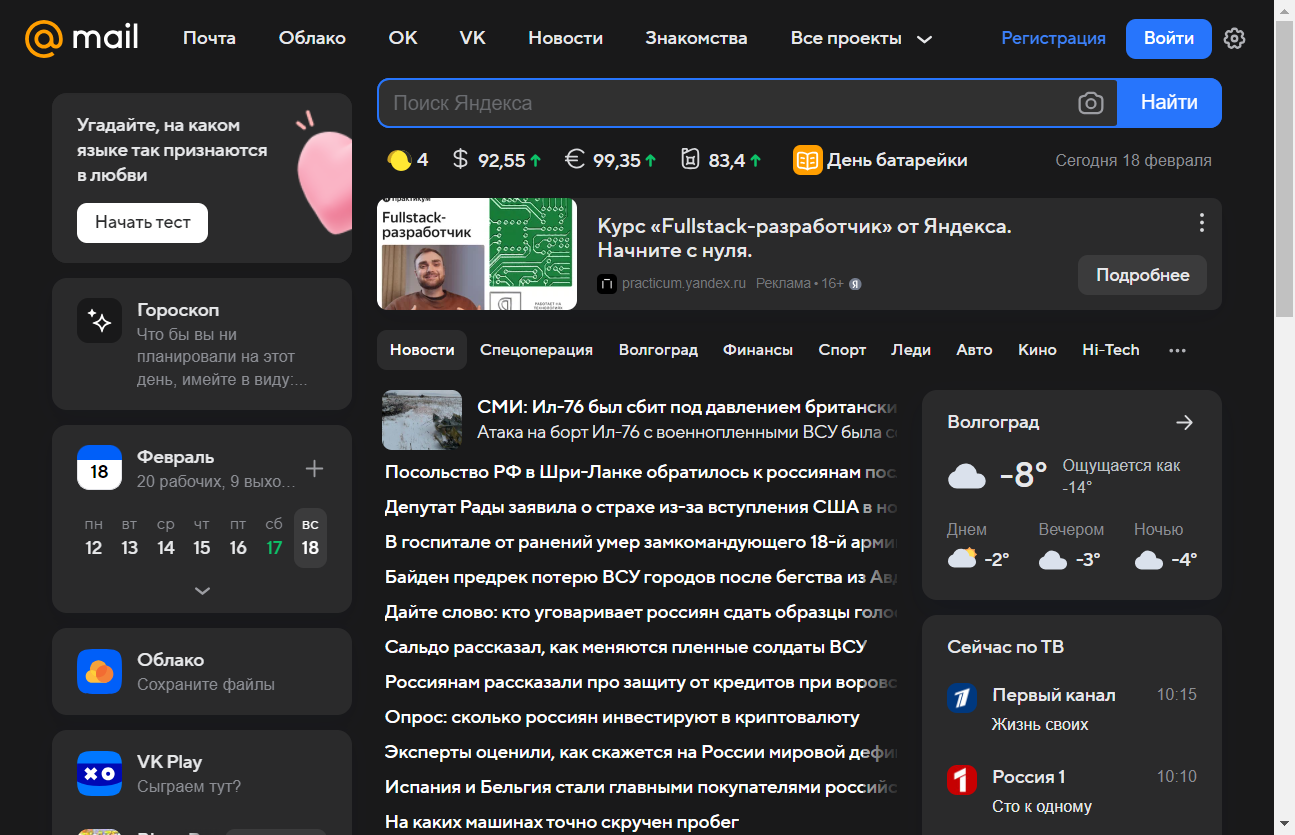 mail
Почта
Облако
ОК
VK
Новости
Знакомства
Все проекты
Регистрация
Войти
Поиск Яндекса
Найти
4
$ 92,55
€ 99,35
83,4
День батарейки
Сегодня 18 февраля
Угадайте, на каком
языке так признаются
в любви
Начать тест
Гороскоп
Что бы вы ни
планировали на этот
день, имейте в виду:...
18
Февраль
20 рабочих, 9 выхо...
пн вт ср чт пт сб вс
12 13 14 15 16 17 18
Облако
Сохраните файлы
VK Play
Сыграем тут?
Fullstack-
разработчик
Курс «Fullstack-разработчик» от Яндекса.
Начните с нуля.
practicum.yandex.ru Реклама • 16+ Я
Подробнее
Новости
Спецоперация
Волгоград
Финансы
Спорт
Леди
Авто
Кино
Hi-Tech
СМИ: Ил-76 был сбит под давлением британски
Атака на борт Ил-76 с военнопленными ВСУ была
Посольство РФ в Шри-Ланке обратилось к россиянам пос
Депутат Рады заявила о страхе из-за вступления США в но
В госпитале от ранений умер замкомандующего 18-й арми
Байден предрек потерю ВСУ городов после бегства из Авд
Дайте слово: кто уговаривает россиян сдать образцы голос
Сальдо рассказал, как меняются пленные солдаты ВСУ
Россиянам рассказали про защиту от кредитов при воровс
Опрос: сколько россиян инвестируют в криптовалюту
Эксперты оценили, как скажется на России мировой дефи
Испания и Бельгия стали главными покупателями российс
На каких машинах точно скручен пробег
Волгоград
-8°
Ощущается как
-14°
Днем
-2°
Вечером
-3°
Ночью
-4°
Сейчас по ТВ
Первый канал 10:15
Жизнь своих
Россия 1 10:10
Сто к одному